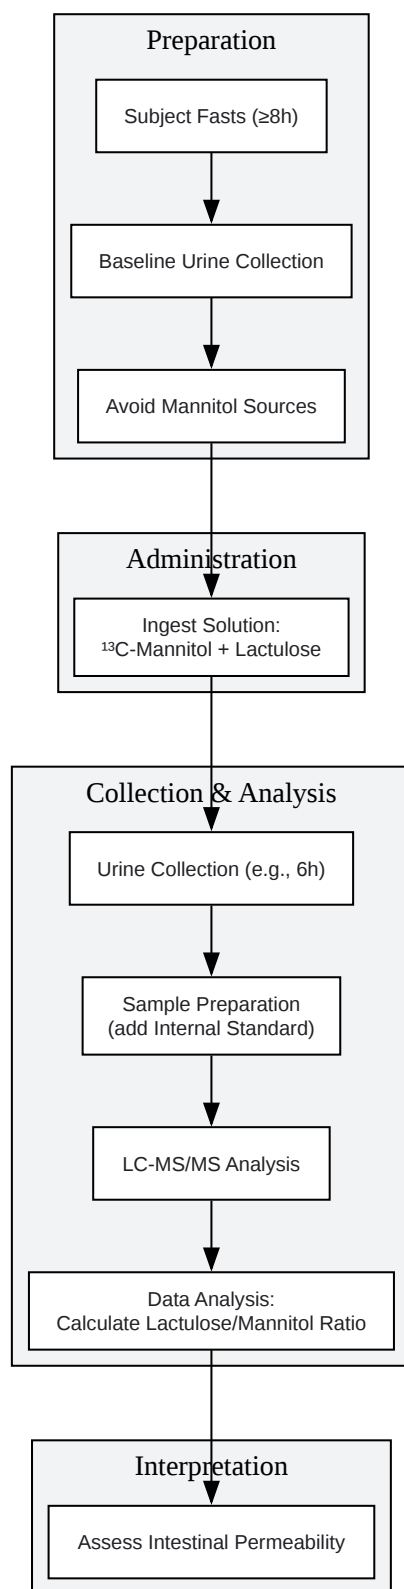 Preparation
Subject Fasts (≥8h)
Baseline Urine Collection
Avoid Mannitol Sources
Administration
Ingest Solution:
¹³C-Mannitol + Lactulose
Collection & Analysis
Urine Collection (e.g., 6h)
Sample Preparation
(add Internal Standard)
LC-MS/MS Analysis
Data Analysis:
Calculate Lactulose/Mannitol Ratio
Interpretation
Assess Intestinal Permeability